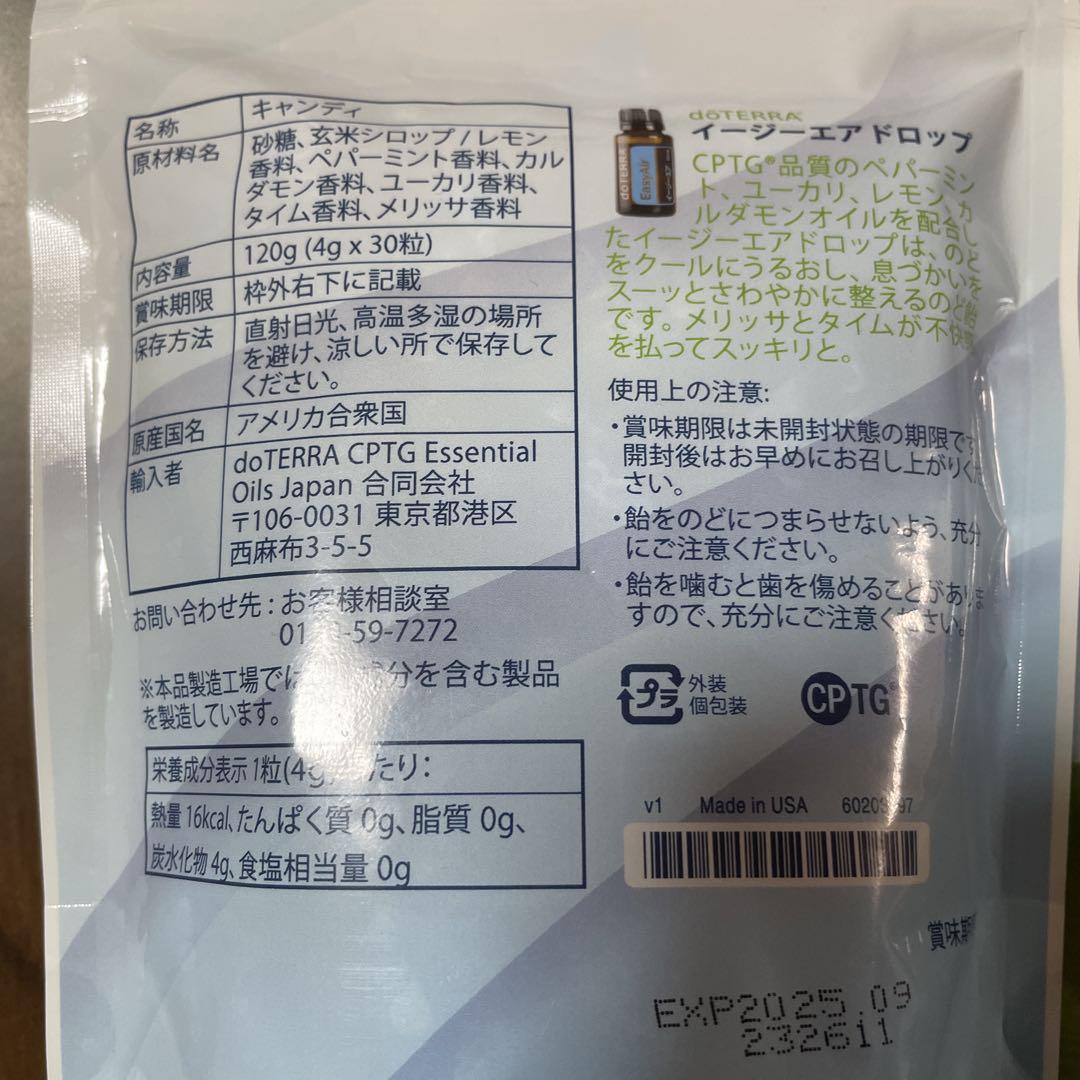 名称
キャンディ
原材料名
砂糖、玄米シロップ/レモン
香料、ペパーミント香料、カル
ダモン香料、ユーカリ香料、
タイム香料、メリッサ香料
内容量
120g (4g x 30粒)
賞味期限
枠外右下に記載
保存方法
直射日光、高温多湿の場所
を避け、涼しい所で保存して
ください。
原産国名
アメリカ合衆国
輸入者
doTERRA CPTG Essential
Oils Japan 合同会社
〒106-0031 東京都港区
西麻布3-5-5
お問い合わせ先:お客様相談室
-59-7272
※本品製造工場では 分を含む製品
を製造しています。
栄養成分表示 1粒(4g) たり:
熱量 16kcal、たんぱく質 0g、脂質 0g、
炭水化物 4g、食塩相当量 0g
dōTERRA
EasyAir
イージーエア
dōTERRA
イージーエア ドロップ
CPTG®品質のペパーミン
ト、ユーカリ、レモン、カ
ルダモンオイルを配合し
たイージーエアドロップは、のど
をクールにうるおし、息づかいを
スーッとさわやかに整えるのど飴
です。メリッサとタイムが不快感
を払ってスッキリと。
使用上の注意:
・賞味期限は未開封状態の期限です
開封後はお早めにお召し上がりくだ
さい。
・飴をのどにつまらせないよう、充分
にご注意ください。
・飴を噛むと歯を傷めることがありま
すので、充分にご注意ください。
プラ
外装
個包装
CPTG®
v1 Made in USA
賞味期
EXP2025.09
232611